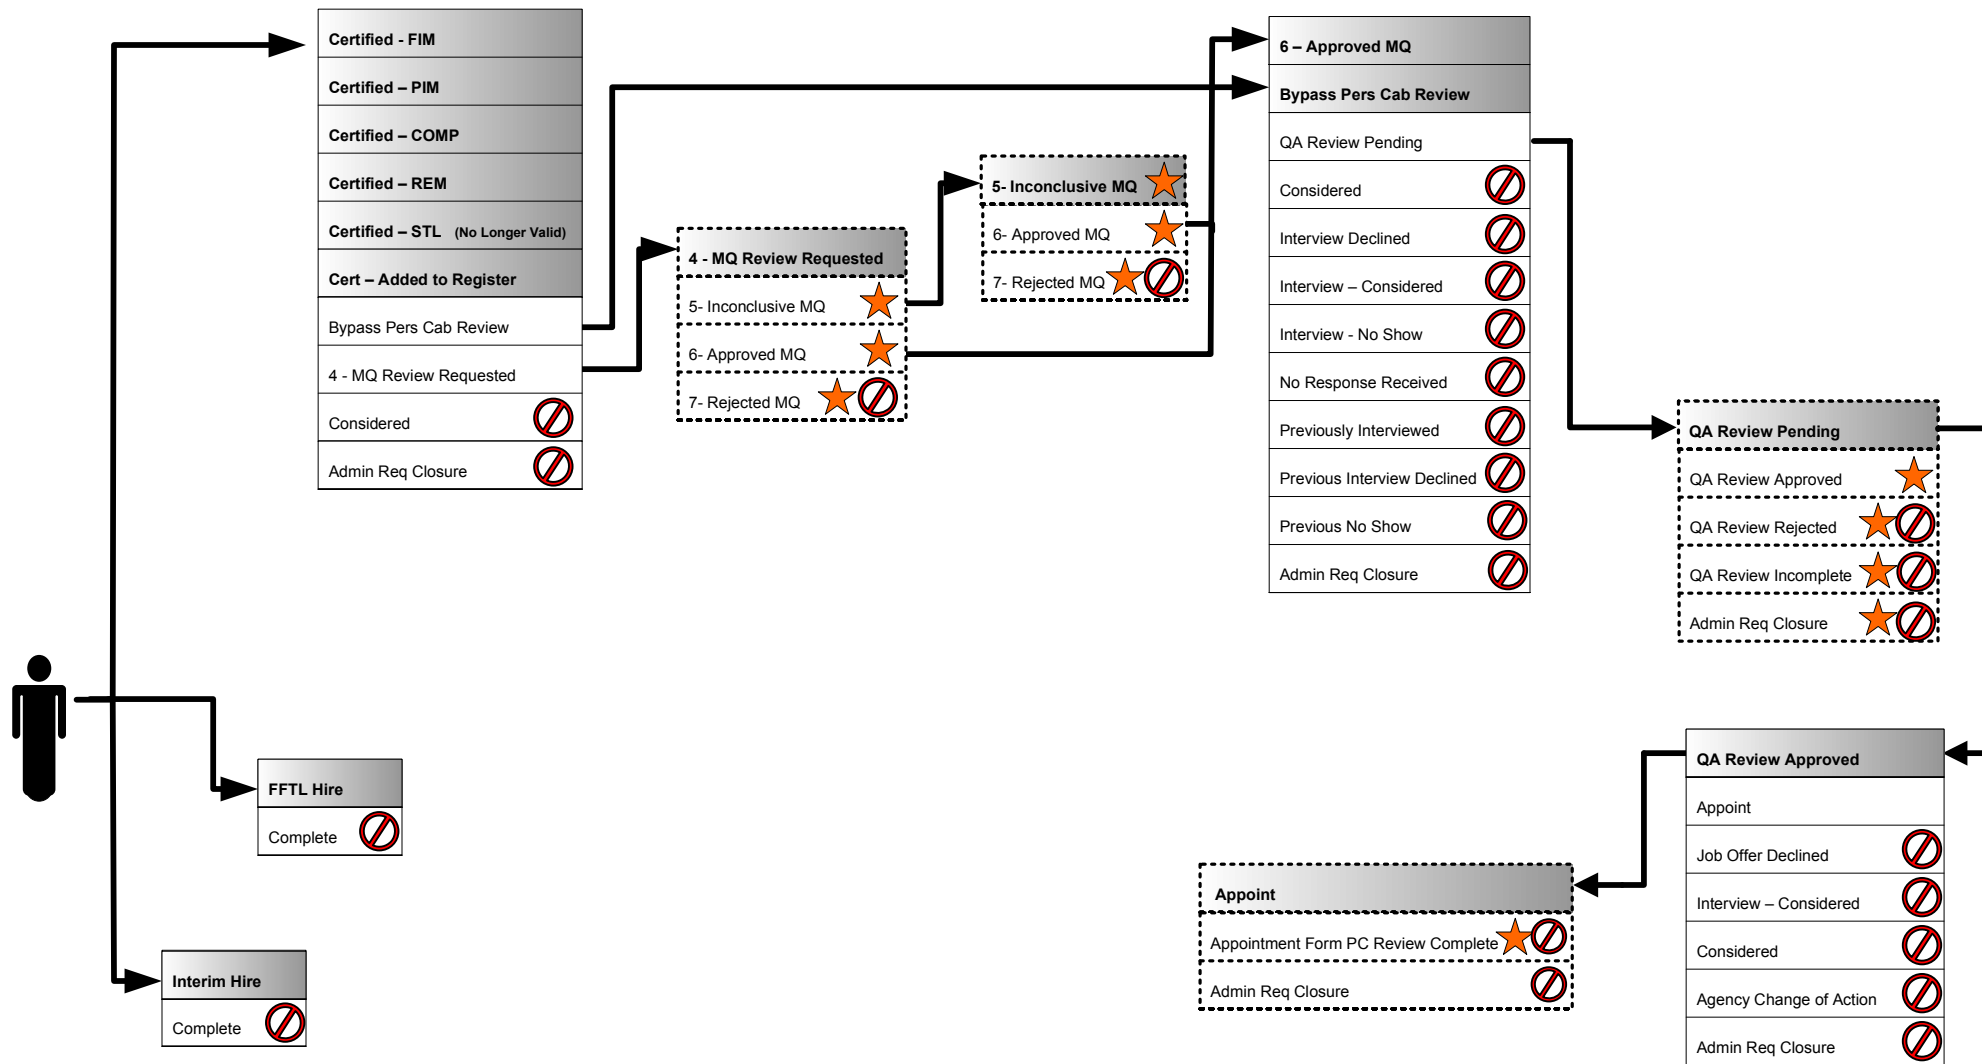 Certified - FIM
Certified – PIM
Certified – COMP
Certified – REM
Certified – STL (No Longer Valid)
Cert – Added to Register
Bypass Pers Cab Review
4 - MQ Review Requested
Considered
Admin Req Closure
4 - MQ Review Requested
5- Inconclusive MQ
6- Approved MQ
7- Rejected MQ
5- Inconclusive MQ
6- Approved MQ
7- Rejected MQ
6 – Approved MQ
Bypass Pers Cab Review
QA Review Pending
Considered
Interview Declined
Interview – Considered
Interview - No Show
No Response Received
Previously Interviewed
Previous Interview Declined
Previous No Show
Admin Req Closure
QA Review Pending
QA Review Approved
QA Review Rejected
QA Review Incomplete
Admin Req Closure
FFTL Hire
Complete
Interim Hire
Complete
Appoint
Appointment Form PC Review Complete
Admin Req Closure
QA Review Approved
Appoint
Job Offer Declined
Interview – Considered
Considered
Agency Change of Action
Admin Req Closure